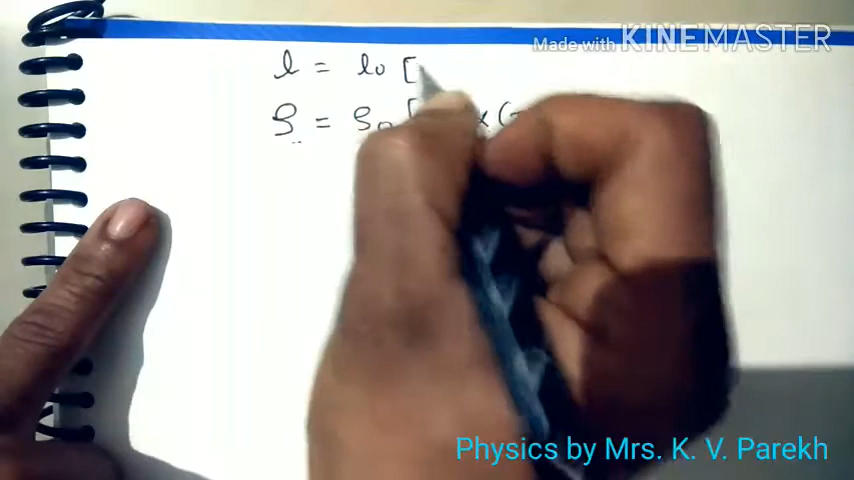 Made with KINEMASTER
l = l₀ [
ρ = ρ₀ [ α (
Physics by Mrs. K. V. Parekh